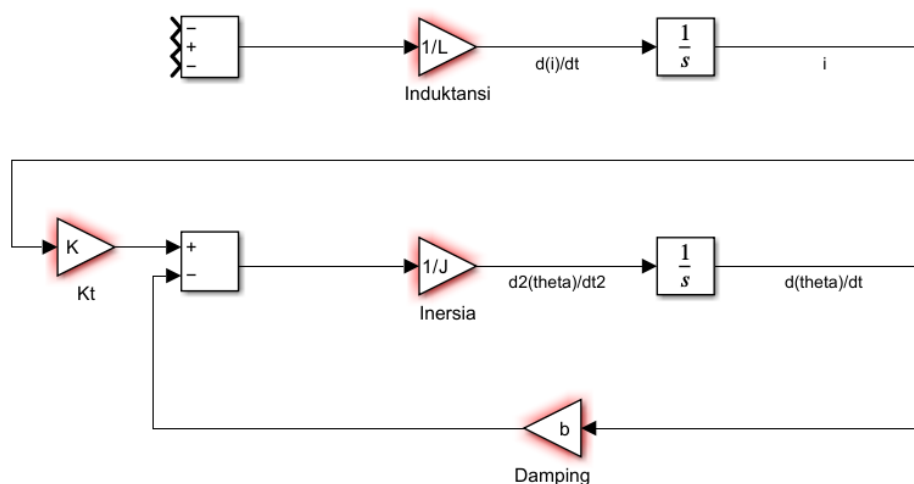 −
+
−
1/L
Induktansi
d(i)/dt
1
s
i
K
Kt
+
−
1/J
Inersia
d2(theta)/dt2
1
s
d(theta)/dt
b
Damping